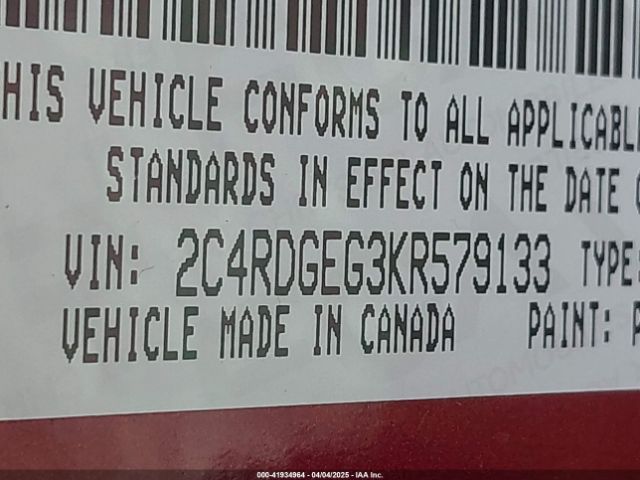 HIS VEHICLE CONFORMS TO ALL APPLICABL
STANDARDS IN EFFECT ON THE DATE
VIN: 2C4RDGEG3KR579133 TYPE:
VEHICLE MADE IN CANADA PAINT: P
000-41934964 - 04/04/2025 - IAA Inc.